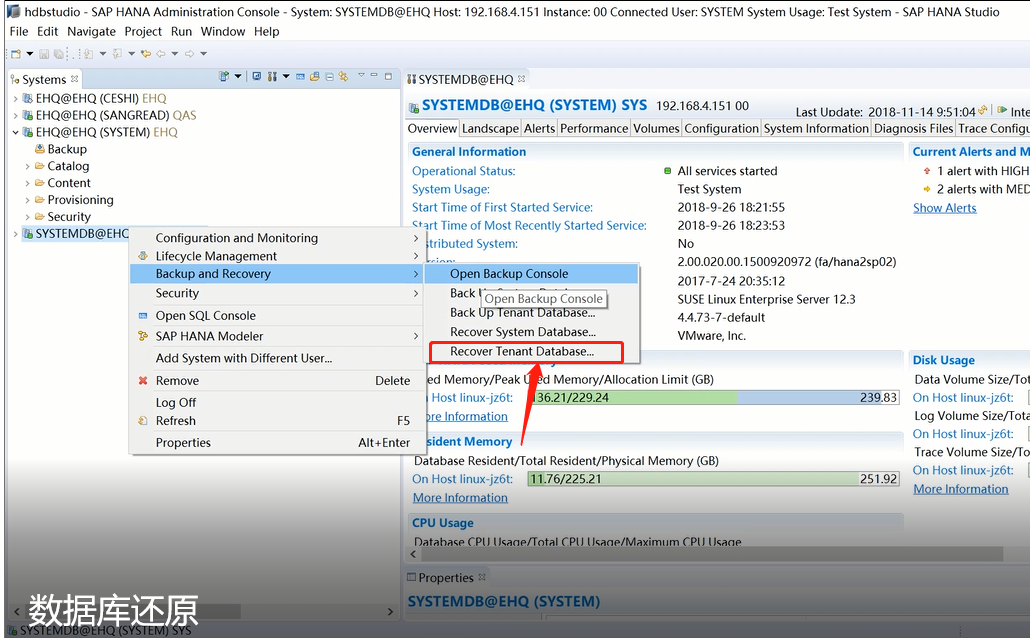 hdbstudio - SAP HANA Administration Console - System: SYSTEMDB@EHQ Host: 192.168.4.151 Instance: 00 Connected User: SYSTEM System Usage: Test System - SAP HANA Studio
File Edit Navigate Project Run Window Help
Systems
EHQ@EHQ (CESHI) EHQ
EHQ@EHQ (SANGREAD) QAS
EHQ@EHQ (SYSTEM) EHQ
Backup
Catalog
Content
Provisioning
Security
SYSTEMDB@EHQ
Configuration and Monitoring
Lifecycle Management
Backup and Recovery
Security
Open SQL Console
SAP HANA Modeler
Add System with Different User...
Remove Delete
Log Off
Refresh F5
Properties Alt+Enter
Open Backup Console
Back
Open Backup Console
Back Up Tenant Database...
Recover System Database...
Recover Tenant Database...
SYSTEMDB@EHQ
SYSTEMDB@EHQ (SYSTEM) SYS 192.168.4.151 00
Last Update: 2018-11-14 9:51:04
Overview Landscape Alerts Performance Volumes Configuration System Information Diagnosis Files Trace Configu
General Information
Operational Status: All services started
System Usage: Test System
Start Time of First Started Service: 2018-9-26 18:21:55
Start Time of Most Recently Started Service: 2018-9-26 18:23:53
stributed System: No
2.00.020.00.1500920972 (fa/hana2sp02)
2017-7-24 20:35:12
SUSE Linux Enterprise Server 12.3
4.4.73-7-default
VMware, Inc.
Current Alerts and M
1 alert with HIGH
2 alerts with MED
Show Alerts
ed Memory/Peak Used Memory/Allocation Limit (GB)
n Host linux-jz6t: 136.21/229.24 239.83
ore Information
sident Memory
Database Resident/Total Resident/Physical Memory (GB)
On Host linux-jz6t: 11.76/225.21 251.92
More Information
CPU Usage
Database CPU Usage/Total CPU Usage/Maximum CPU Usage
Disk Usage
Data Volume Size/Tot
On Host linux-jz6t:
Log Volume Size/Tota
On Host linux-jz6t:
Trace Volume Size/To
On Host linux-jz6t:
More Information
Properties
SYSTEMDB@EHQ (SYSTEM)
数据库还原
SYSTEMDB@EHQ (SYSTEM) SYS